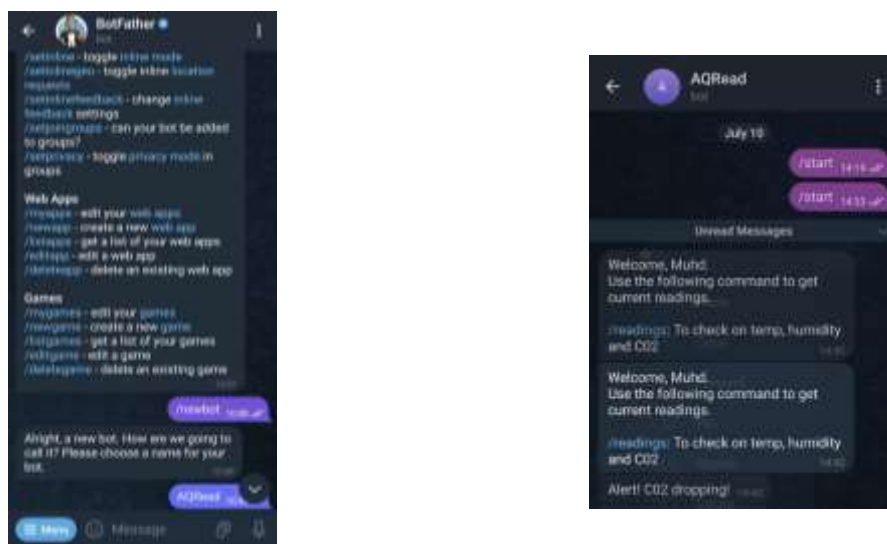 BotFather
bot
/setinline - toggle inline mode
/setinlinegeo - toggle inline location
requests
/setinlinefeedback - change inline
feedback settings
/setjoingroups - can your bot be added
to groups?
/setprivacy - toggle privacy mode in
groups
Web Apps
/myapps - edit your web apps
/newapp - create a new web app
/listapps - get a list of your web apps
/editapp - edit a web app
/deleteapp - delete an existing web app
Games
/mygames - edit your games
/newgame - create a new game
/listgames - get a list of your games
/editgame - edit a game
/deletegame - delete an existing game
/newbot
Alright, a new bot. How are we going to
call it? Please choose a name for your
bot.
AQRead
Menu
Message
AQRead
bot
July 10
/start
/start 14:33
Unread Messages
Welcome, Muhd.
Use the following command to get
current readings.
/readings: To check on temp, humidity
and C02
Welcome, Muhd.
Use the following command to get
current readings.
/readings: To check on temp, humidity
and C02
Alert! C02 dropping!